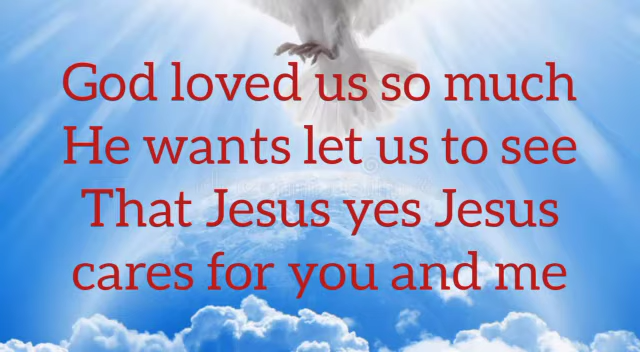 God loved us so much
He wants let us to see
That Jesus yes Jesus
cares for you and me